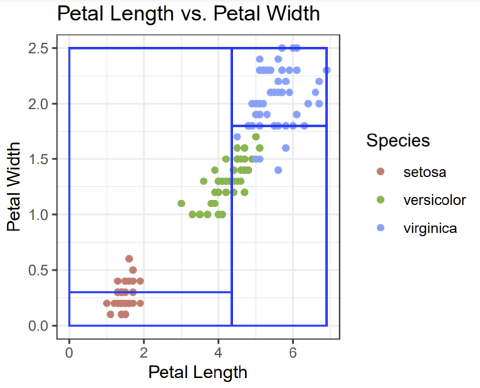 Petal Length vs. Petal Width
2.5
2.0
1.5
1.0
0.5
0.0
Petal Width
0 2 4 6
Petal Length
Species
setosa
versicolor
virginica